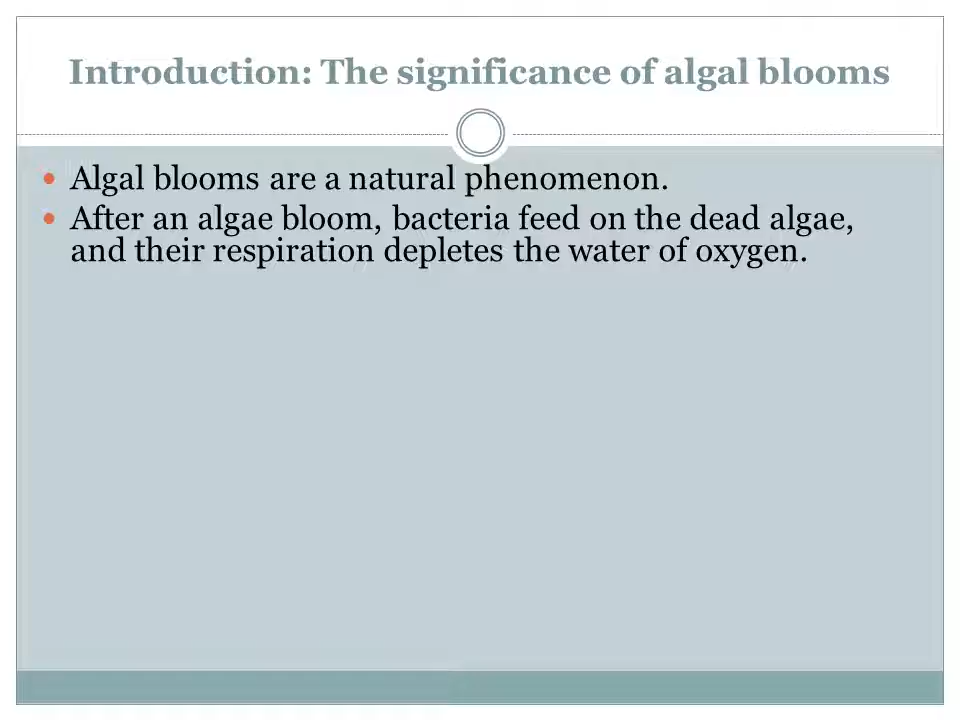 Introduction: The significance of algal blooms
• Algal blooms are a natural phenomenon.
• After an algae bloom, bacteria feed on the dead algae,
and their respiration depletes the water of oxygen.